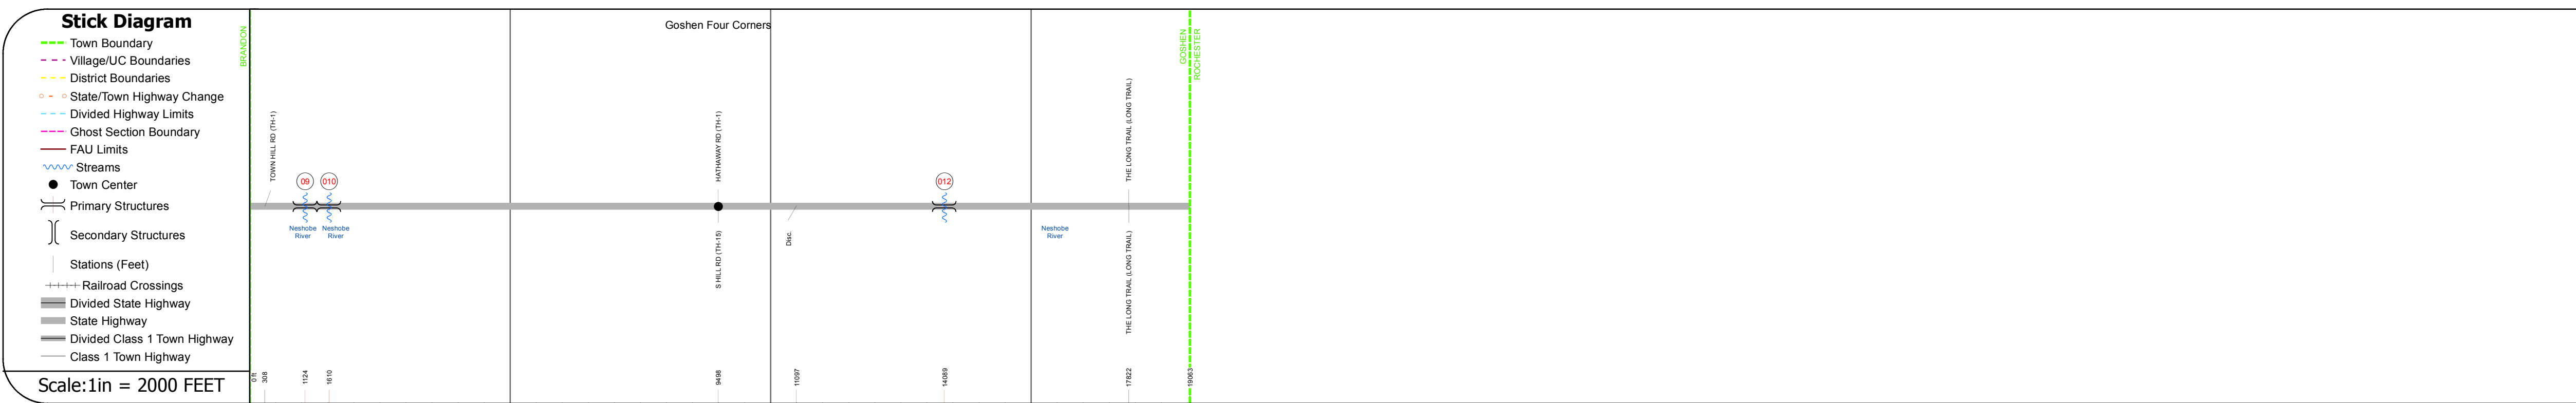 Stick Diagram
Town Boundary
Village/UC Boundaries
District Boundaries
State/Town Highway Change
Divided Highway Limits
Ghost Section Boundary
FAU Limits
Streams
Town Center
Primary Structures
Secondary Structures
Stations (Feet)
Railroad Crossings
Divided State Highway
State Highway
Divided Class 1 Town Highway
Class 1 Town Highway
Scale:1in = 2000 FEET
BRANDON
Goshen Four Corners
GOSHEN
ROCHESTER
TOWN HILL RD (TH-1)
09
010
Neshobe
River
Neshobe
River
HATHAWAY RD (TH-1)
S HILL RD (TH-15)
Disc.
012
Neshobe
River
THE LONG TRAIL (LONG TRAIL)
THE LONG TRAIL (LONG TRAIL)
0 ft
308
1124
1610
9498
11097
14089
17822
19063